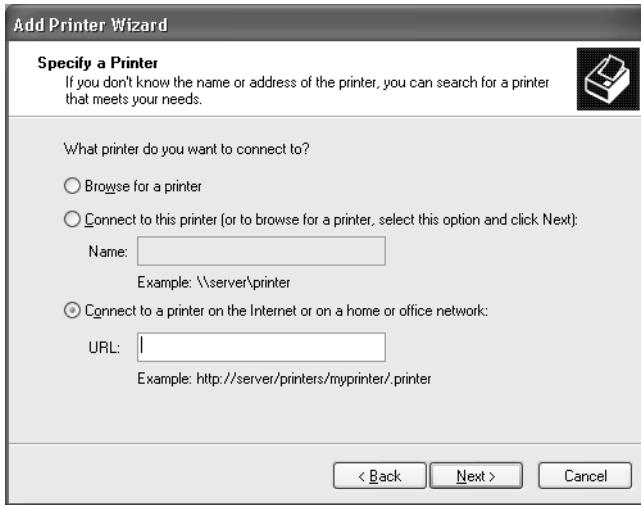 Add Printer Wizard
Specify a Printer
If you don't know the name or address of the printer, you can search for a printer
that meets your needs.
What printer do you want to connect to?
Browse for a printer
Connect to this printer (or to browse for a printer, select this option and click Next):
Name:
Example: \\server\printer
Connect to a printer on the Internet or on a home or office network:
URL:
Example: http://server/printers/myprinter/.printer
< Back Next > Cancel